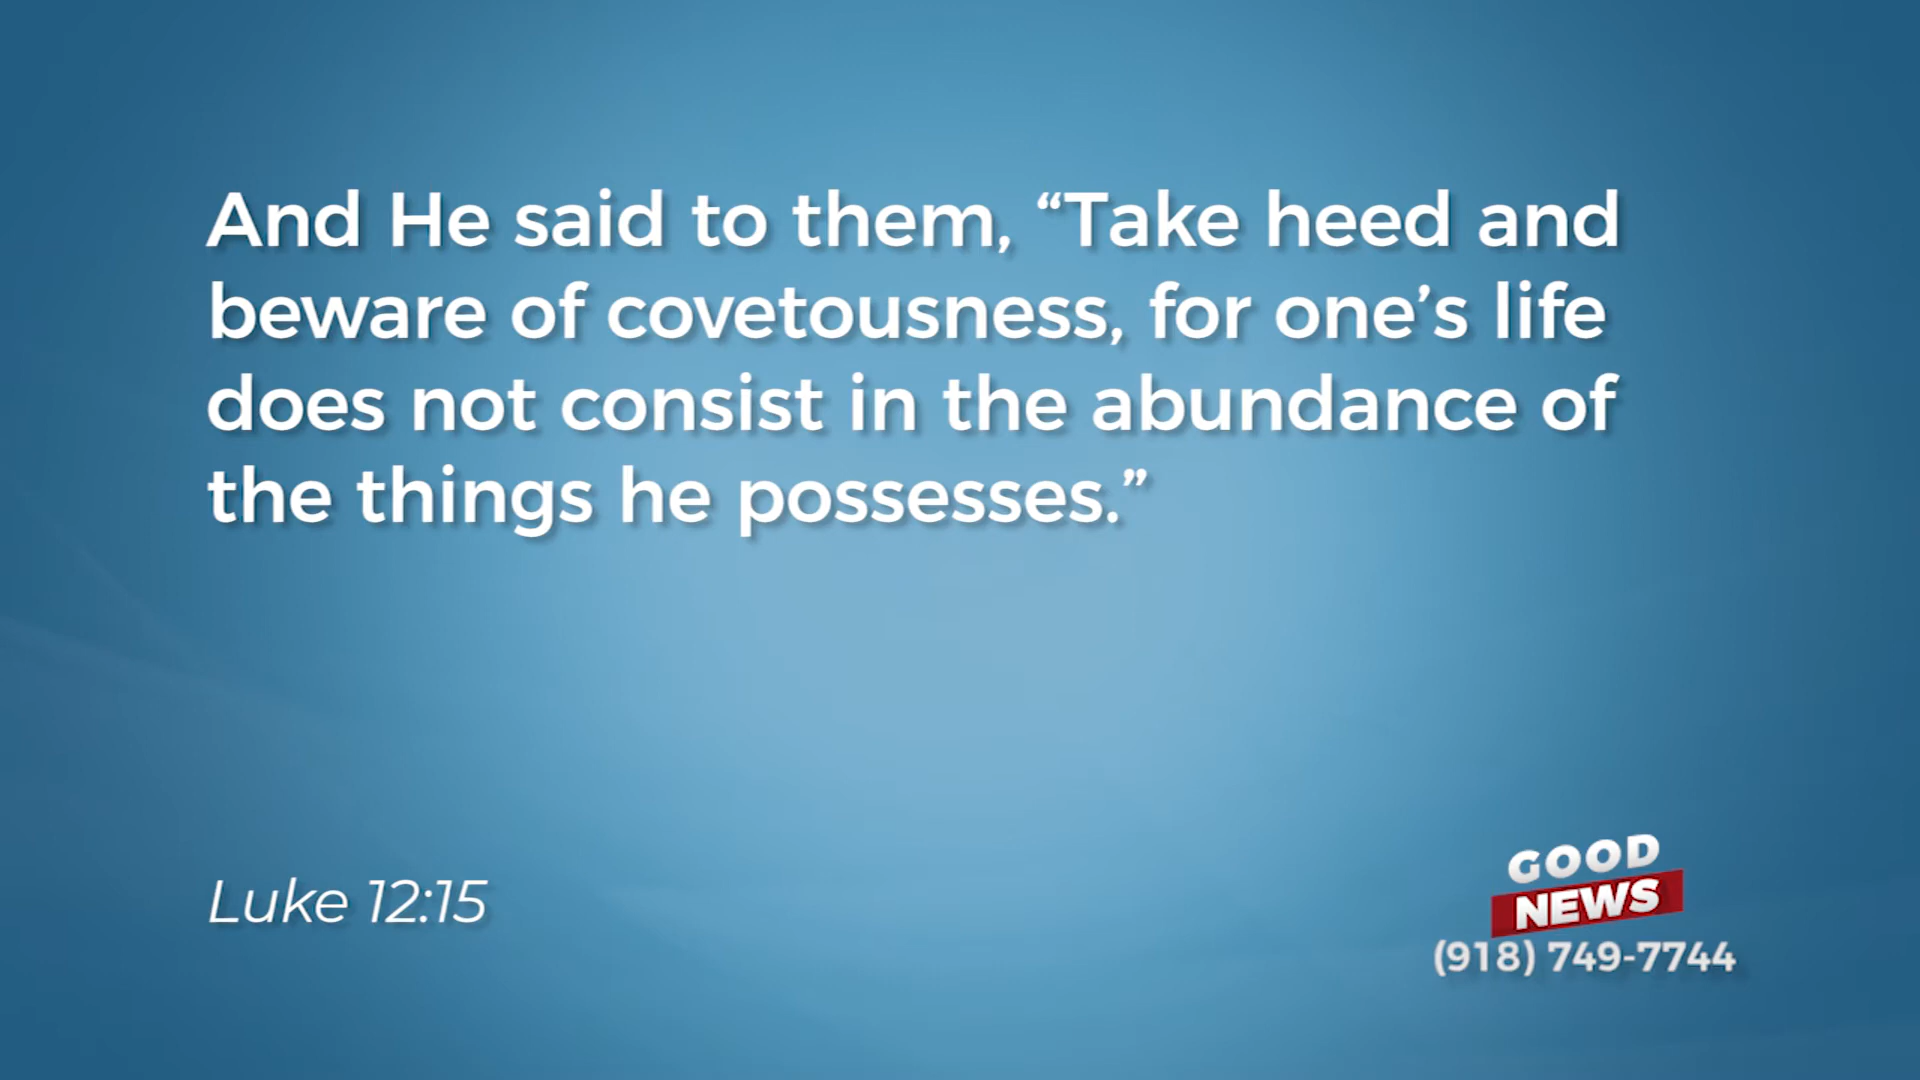 And He said to them, “Take heed and
beware of covetousness, for one’s life
does not consist in the abundance of
the things he possesses.”
Luke 12:15
GOOD
NEWS
(918) 749-7744